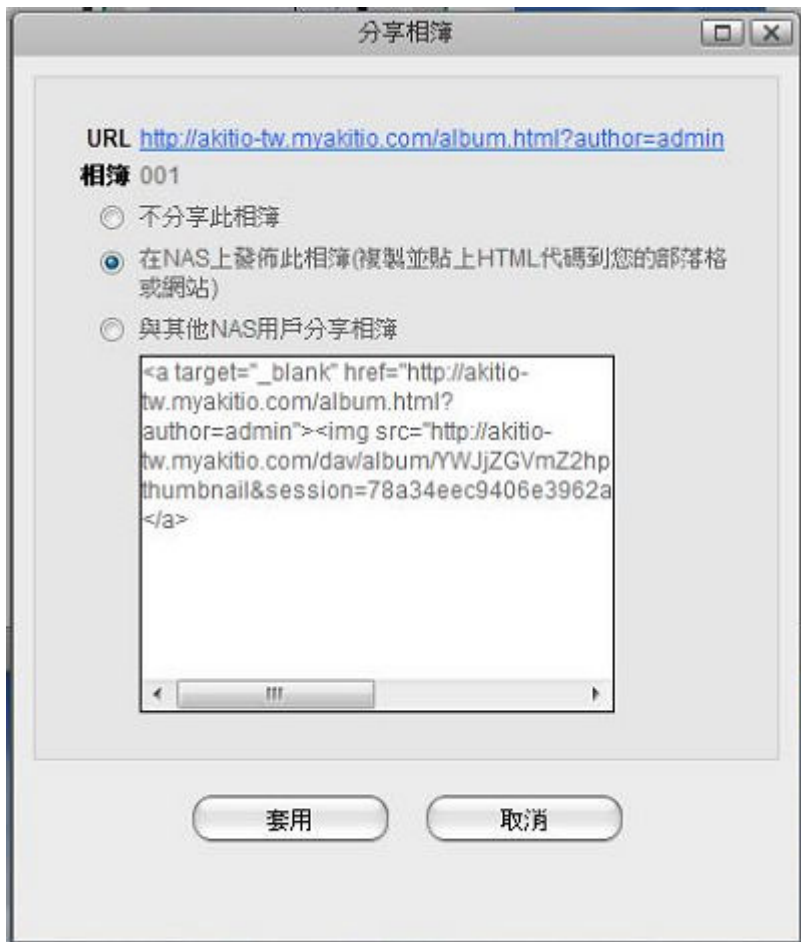 分享相簿
URL http://akitio-tw.myakitio.com/album.html?author=admin
相簿 001
不分享此相簿
在NAS上發佈此相簿(複製並貼上HTML代碼到您的部落格
或網站)
與其他NAS用戶分享相簿
<a target="_blank" href="http://akitio-
tw.myakitio.com/album.html?
author=admin"><img src="http://akitio-
tw.myakitio.com/dav/album/YWJjZGVmZ2hp
thumbnail&session=78a34eec9406e3962a
</a>
套用 取消